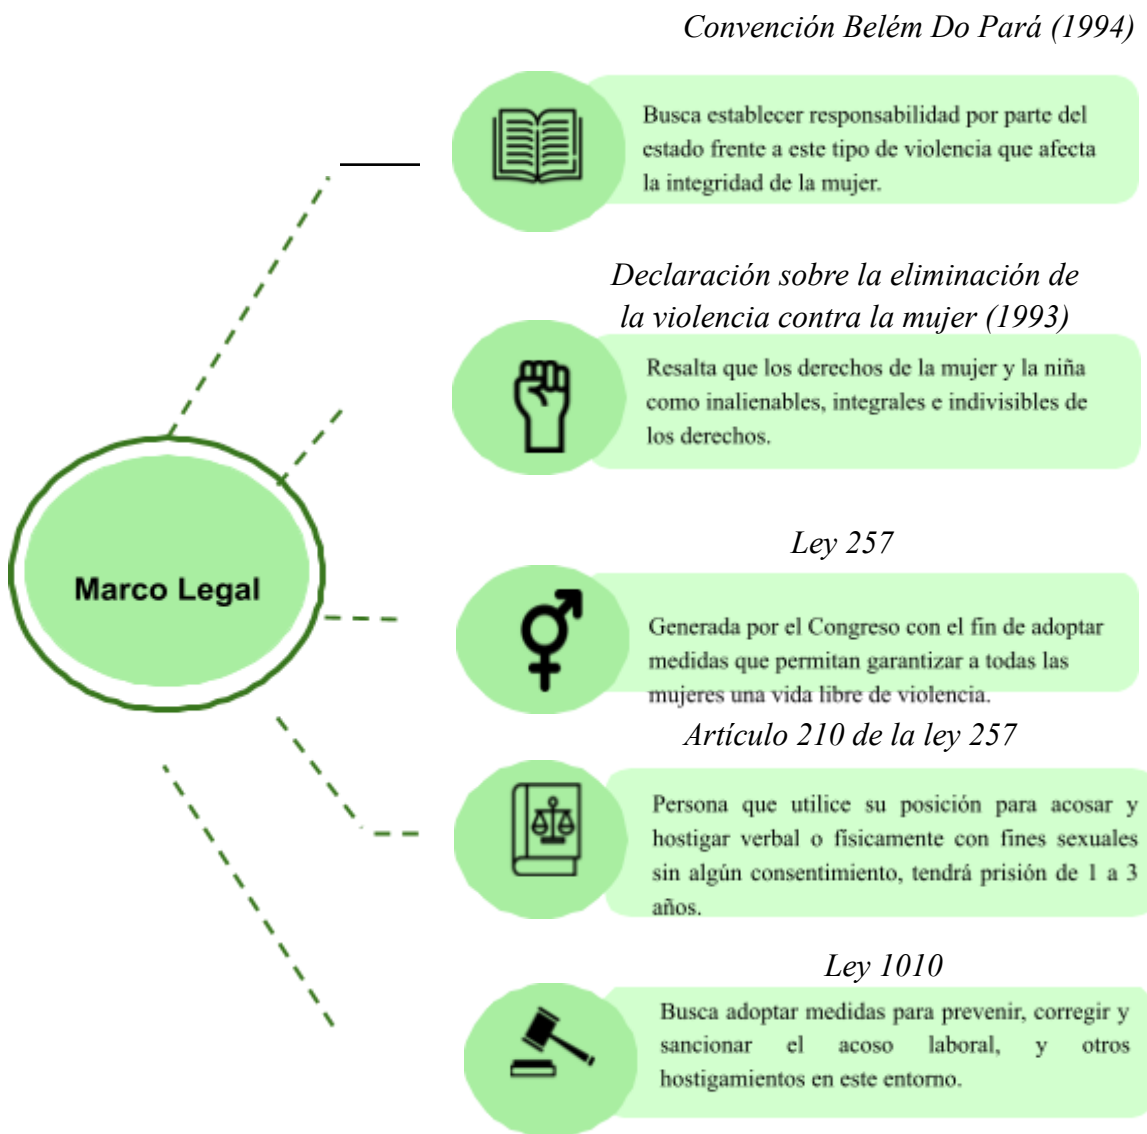 Convención Belém Do Pará (1994)
Busca establecer responsabilidad por parte del
estado frente a este tipo de violencia que afecta
la integridad de la mujer.
Declaración sobre la eliminación de
la violencia contra la mujer (1993)
Resalta que los derechos de la mujer y la niña
como inalienables, integrales e indivisibles de
los derechos.
Marco Legal
Ley 257
Generada por el Congreso con el fin de adoptar
medidas que permitan garantizar a todas las
mujeres una vida libre de violencia.
Artículo 210 de la ley 257
Persona que utilice su posición para acosar y
hostigar verbal o físicamente con fines sexuales
sin algún consentimiento, tendrá prisión de 1 a 3
años.
Ley 1010
Busca adoptar medidas para prevenir, corregir y
sancionar el acoso laboral, y otros
hostigamientos en este entorno.